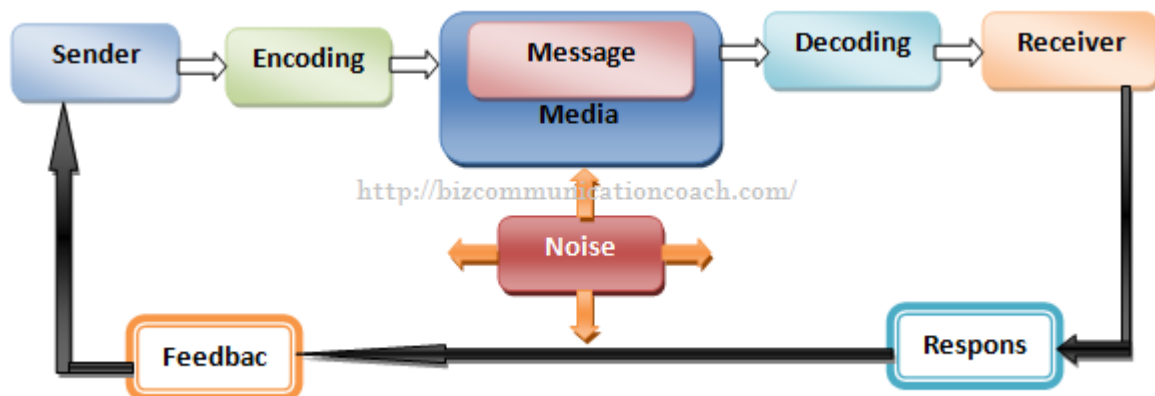 Sender
Encoding
Message
Media
Decoding
Receiver
http://bizcommunicationcoach.com/
Noise
Feedbac
Respons